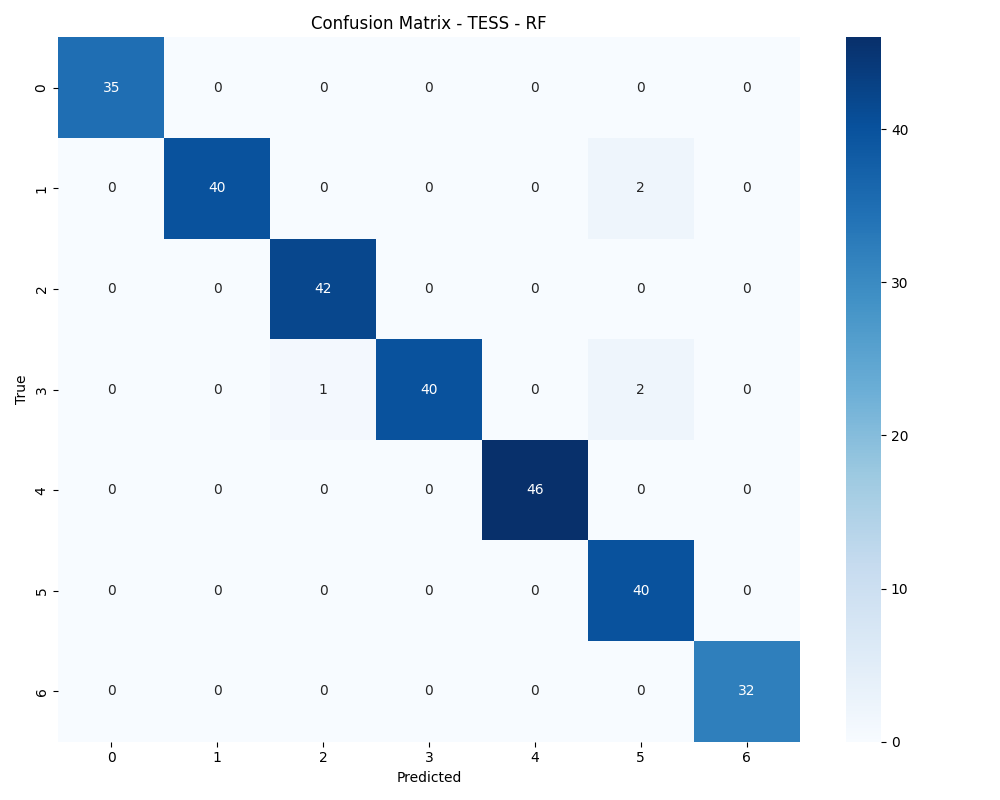 Confusion Matrix - TESS - RF
0 35 0 0 0 0 0 0
1 0 40 0 0 0 2 0
2 0 0 42 0 0 0 0
3 0 0 1 40 0 2 0
4 0 0 0 0 46 0 0
5 0 0 0 0 0 40 0
6 0 0 0 0 0 0 32
0 1 2 3 4 5 6
True
Predicted
40
30
20
10
0